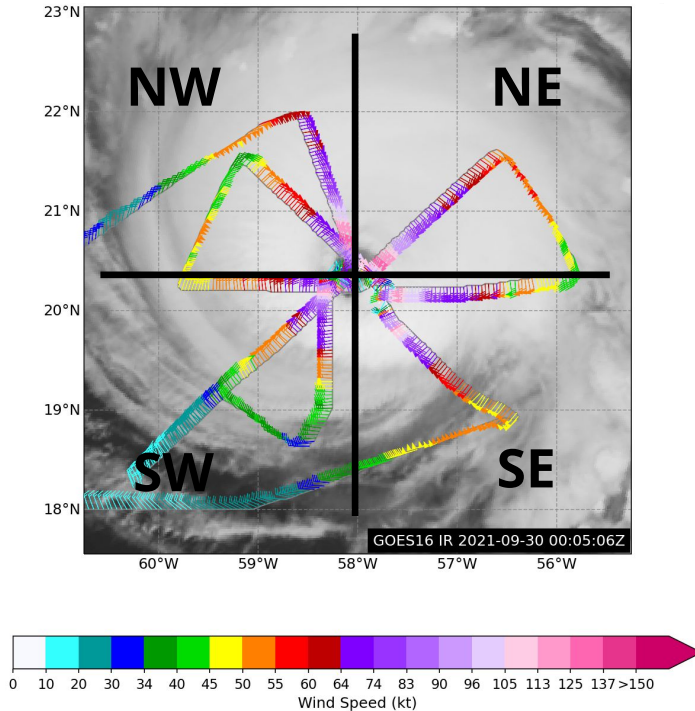 23°N
NW NE
22°N
21°N
20°N
19°N
SW SE
18°N
GOES16 IR 2021-09-30 00:05:06Z
60°W 59°W 58°W 57°W 56°W
0 10 20 30 34 40 45 50 55 60 64 74 83 90 96 105 113 125 137 >150
Wind Speed (kt)